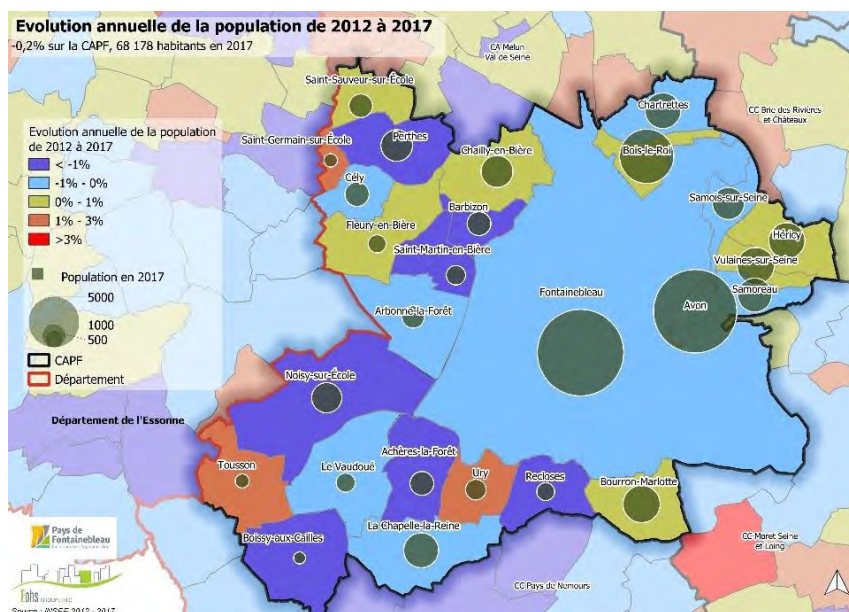 Evolution annuelle de la population de 2012 à 2017
-0,2% sur la CAPF, 68 178 habitants en 2017
CA Melun
Val de Seine
CC Brie des Rivières
et Châteaux
Saint-Sauveur-sur-École
Chartrettes
Evolution annuelle de la population
de 2012 à 2017
< -1%
-1% - 0%
0% - 1%
1% - 3%
>3%
Population en 2017
5000
1000
500
CAPF
Département
Saint-Germain-sur-École
Perthes
Chailly-en-Bière
Bois-le-Roi
Cély
Barbizon
Samois-sur-Seine
Fleury-en-Bière
Saint-Martin-en-Bière
Héricy
Vulaines-sur-Seine
Samoreau
Fontainebleau
Avon
Arbonne-la-Forêt
Noisy-sur-École
Département de l'Essonne
Tousson
Le Vaudoué
Achères-la-Forêt
Ury
Recloses
Bourron-Marlotte
La Chapelle-la-Reine
Boissy-aux-Cailles
CC Moret Seine
et Loing
CC Pays de Nemours
Pays de
Fontainebleau
Source : INSEE 2012 - 2017